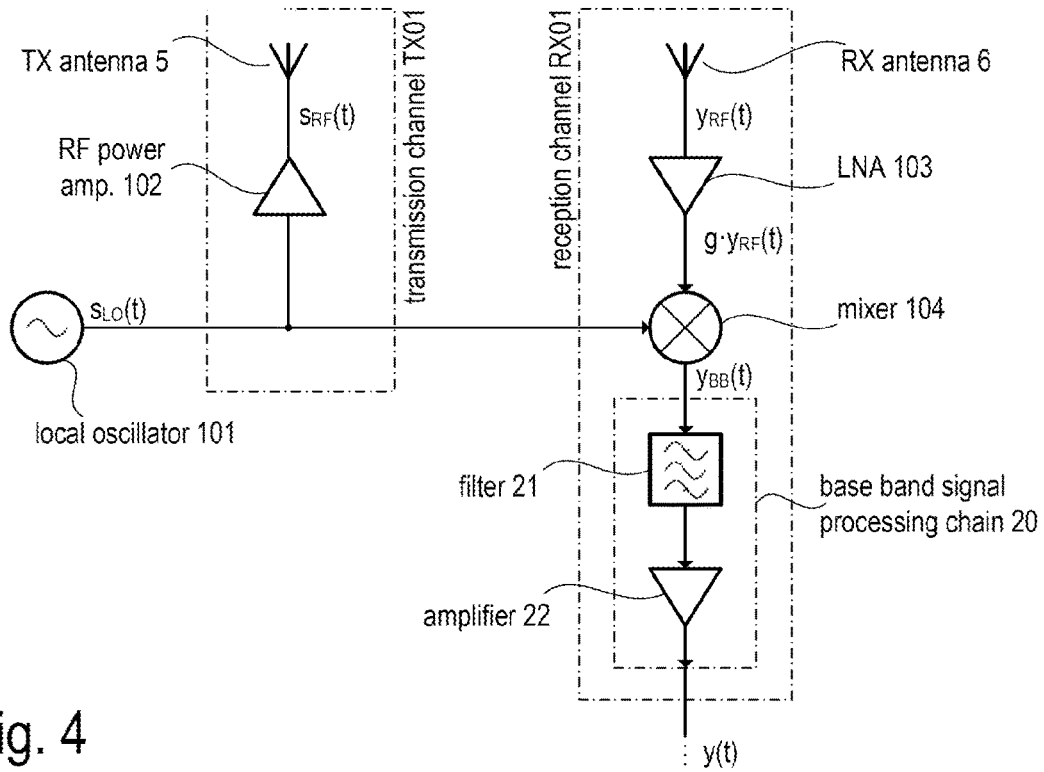 TX antenna 5
sRF(t)
RF power
amp. 102
transmission channel TX01
reception channel RX01
RX antenna 6
yRF(t)
LNA 103
g·yRF(t)
sLO(t)
mixer 104
yBB(t)
local oscillator 101
filter 21
base band signal
processing chain 20
amplifier 22
ig. 4
y(t)